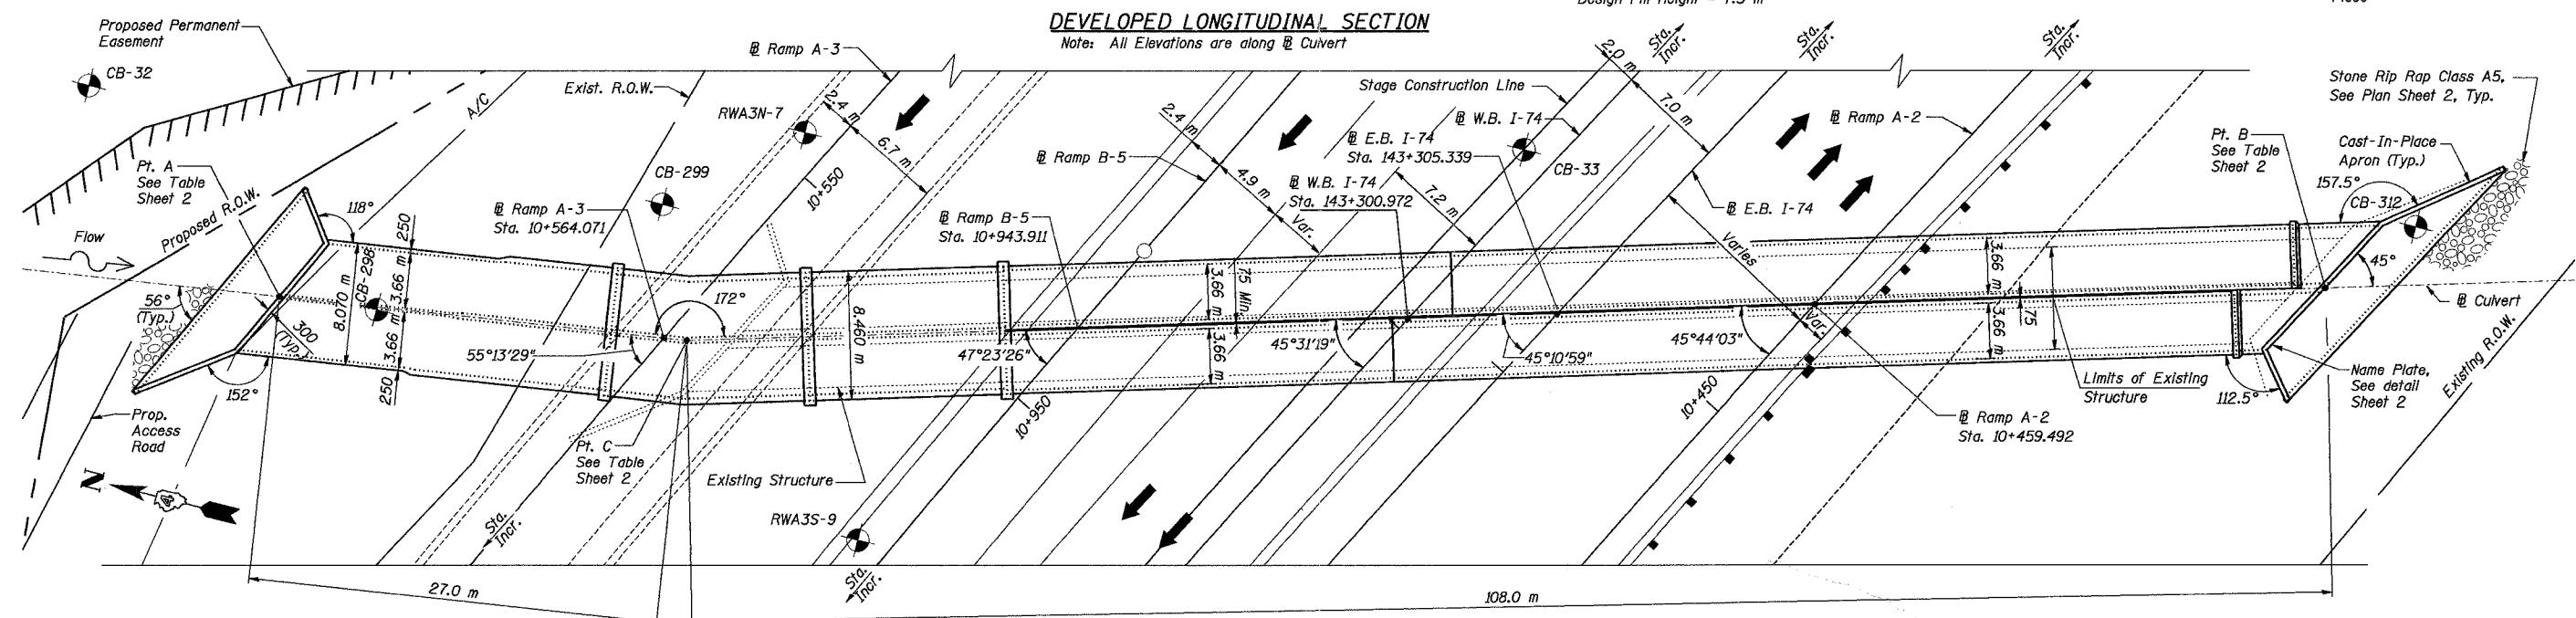 DEVELOPED LONGITUDINAL SECTION
Note: All Elevations are along ℄ Culvert
Proposed Permanent
Easement
CB-32
℄ Ramp A-3
Exist. R.O.W.
A/C
RWA3N-7
2.4 m
6.7 m
CB-299
10+550
Pt. A
See Table
Sheet 2
118°
Proposed R.O.W.
Flow
250
3.66 m
8.070 m
CB-298
3.66 m
250
56°
(Typ.)
300
(Typ.)
152°
Prop.
Access
Road
N
℄ Ramp A-3
Sta. 10+564.071
172°
55°13'29"
8.460 m
Pt. C
See Table
Sheet 2
Existing Structure
RWA3S-9
Sta.
Incr.
Sta.
Incr.
27.0 m
℄ Ramp B-5
℄ Ramp B-5
Sta. 10+943.911
2.4 m
4.9 m
Var.
47°23'26"
10+950
Stage Construction Line
℄ W.B. I-74
℄ E.B. I-74
Sta. 143+305.339
℄ W.B. I-74
Sta. 143+300.972
7.2 m
CB-33
2.0 m
7.0 m
Sta.
Incr.
Sta.
Incr.
Sta.
Incr.
3.66 m
75 Min.
3.66 m
45°31'19"
45°10'59"
℄ E.B. I-74
Varies
Var.
45°44'03"
10+450
℄ Ramp A-2
3.66 m
75
3.66 m
Limits of Existing
Structure
℄ Ramp A-2
Sta. 10+459.492
Stone Rip Rap Class A5,
See Plan Sheet 2, Typ.
Pt. B
See Table
Sheet 2
Cast-In-Place
Apron (Typ.)
157.5°
CB-312
45°
℄ Culvert
112.5°
Name Plate,
See detail
Sheet 2
Existing R.O.W.
108.0 m